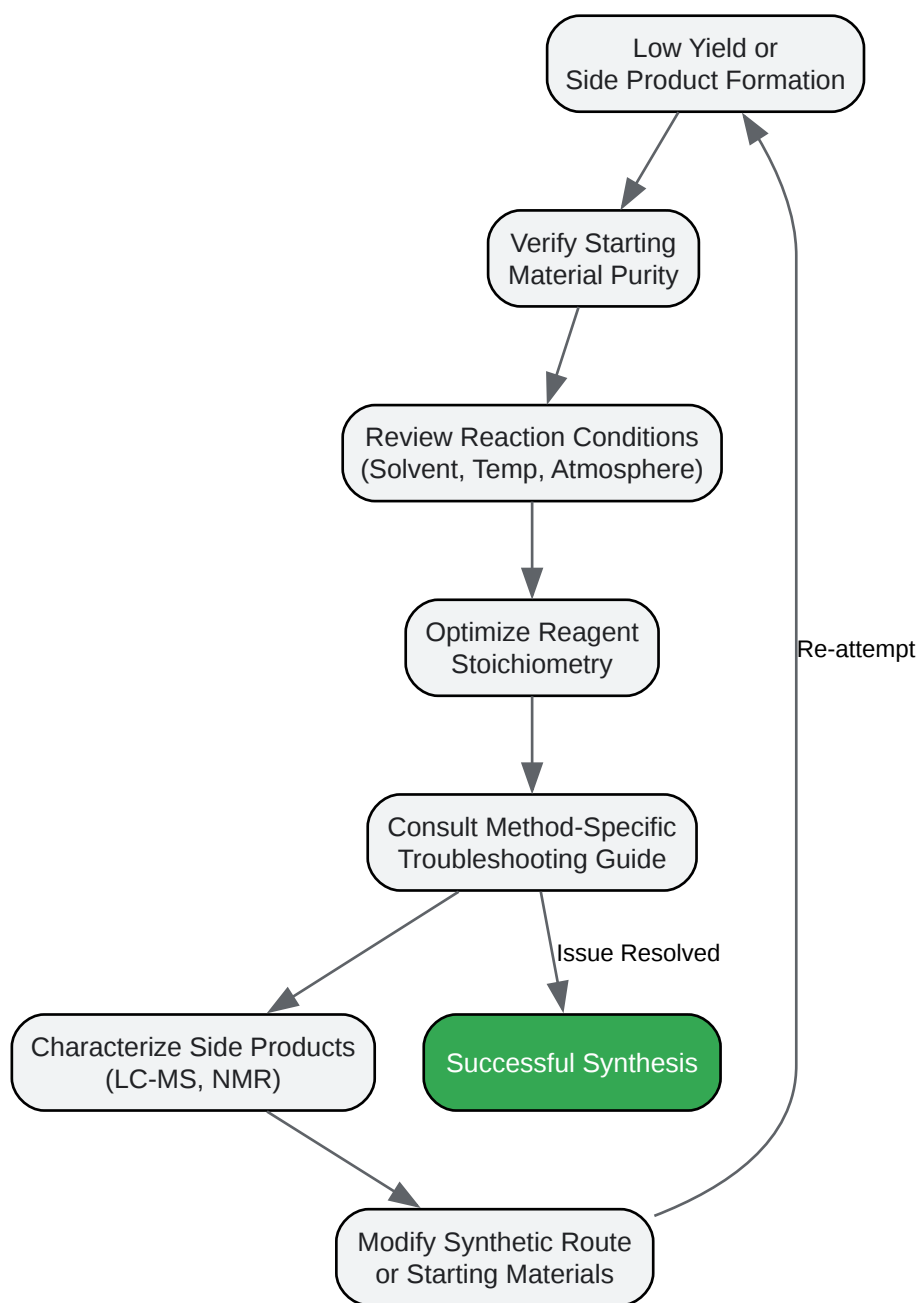 Low Yield or
Side Product Formation
Verify Starting
Material Purity
Review Reaction Conditions
(Solvent, Temp, Atmosphere)
Optimize Reagent
Stoichiometry
Re-attempt
Consult Method-Specific
Troubleshooting Guide
Issue Resolved
Characterize Side Products
(LC-MS, NMR)
Successful Synthesis
Modify Synthetic Route
or Starting Materials